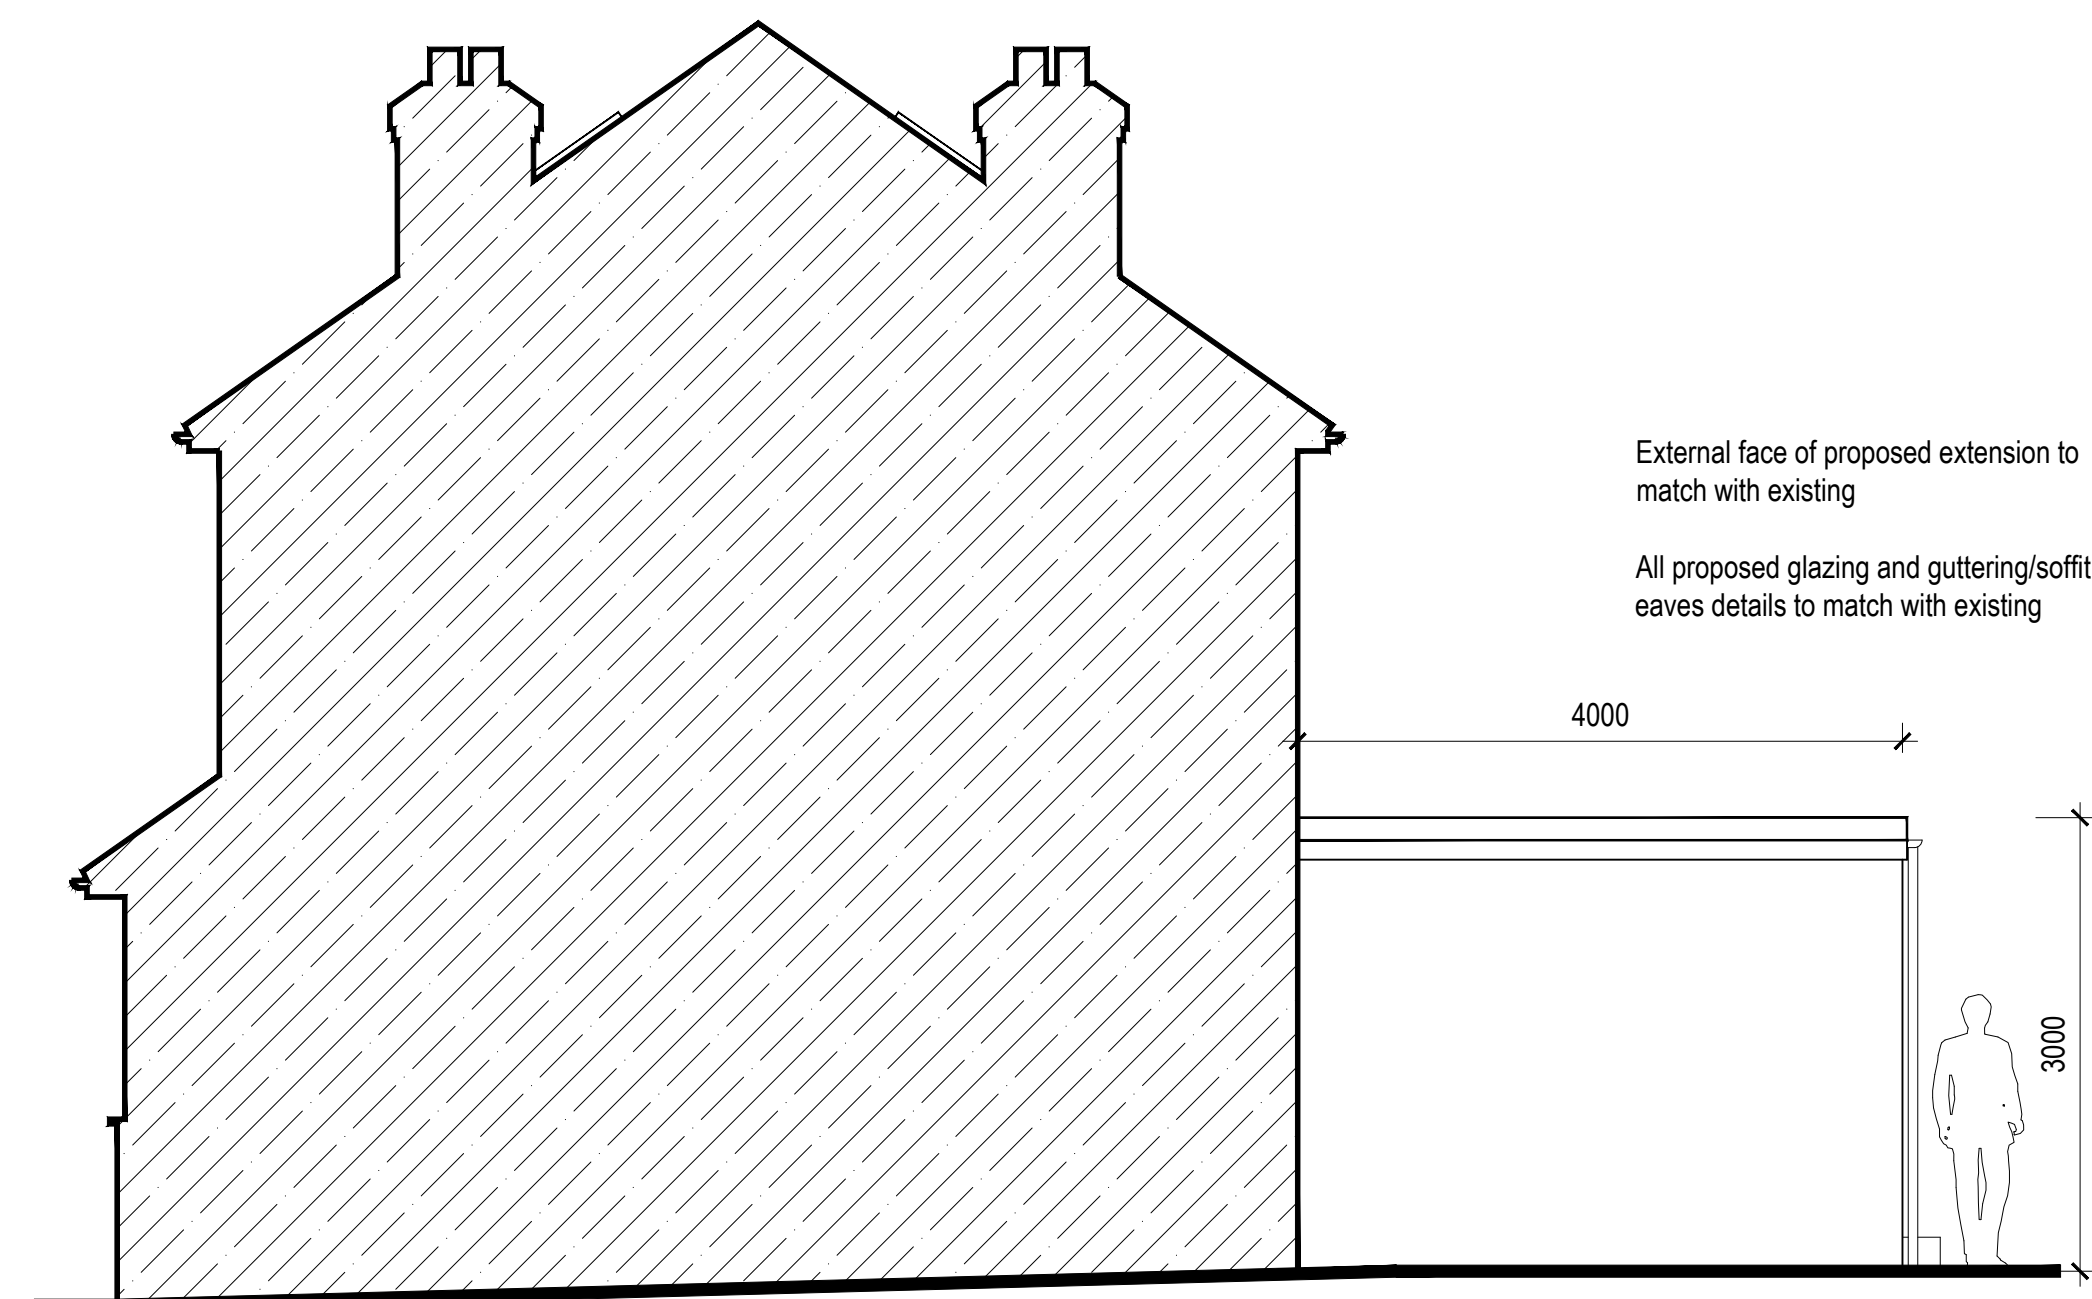 External face of proposed extension to
match with existing
All proposed glazing and guttering/soffit
eaves details to match with existing
4000
3000